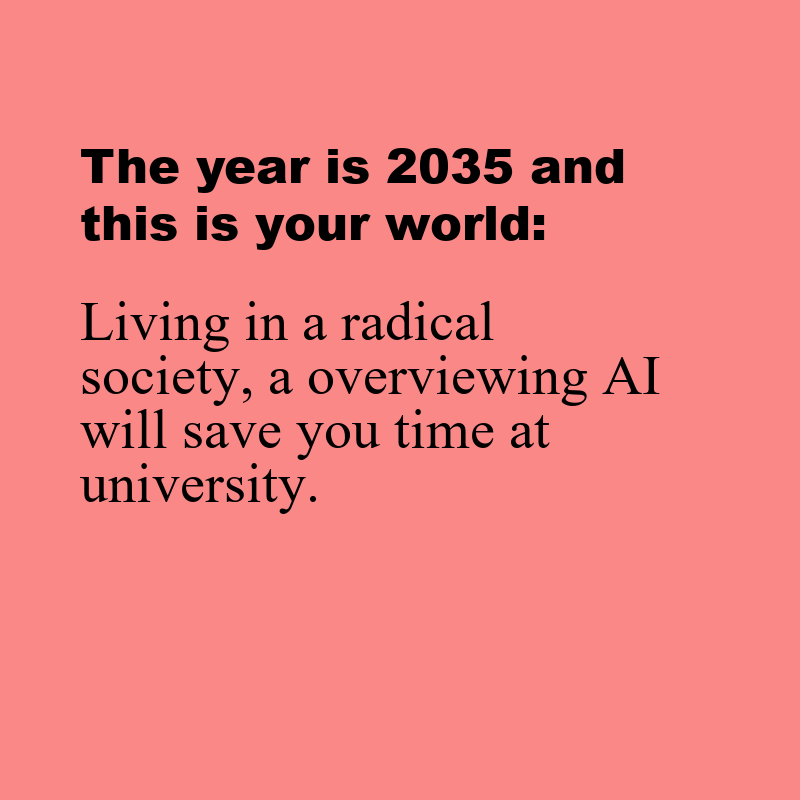 The year is 2035 and
this is your world:
Living in a radical
society, a overviewing AI
will save you time at
university.